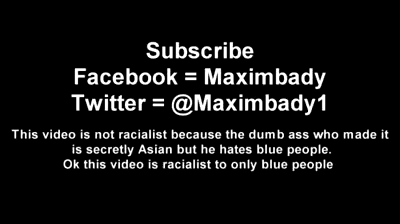 Subscribe
Facebook = Maximbady
Twitter = @Maximbady1
This video is not racialist because the dumb ass who made it
is secretly Asian but he hates blue people.
Ok this video is racialist to only blue people